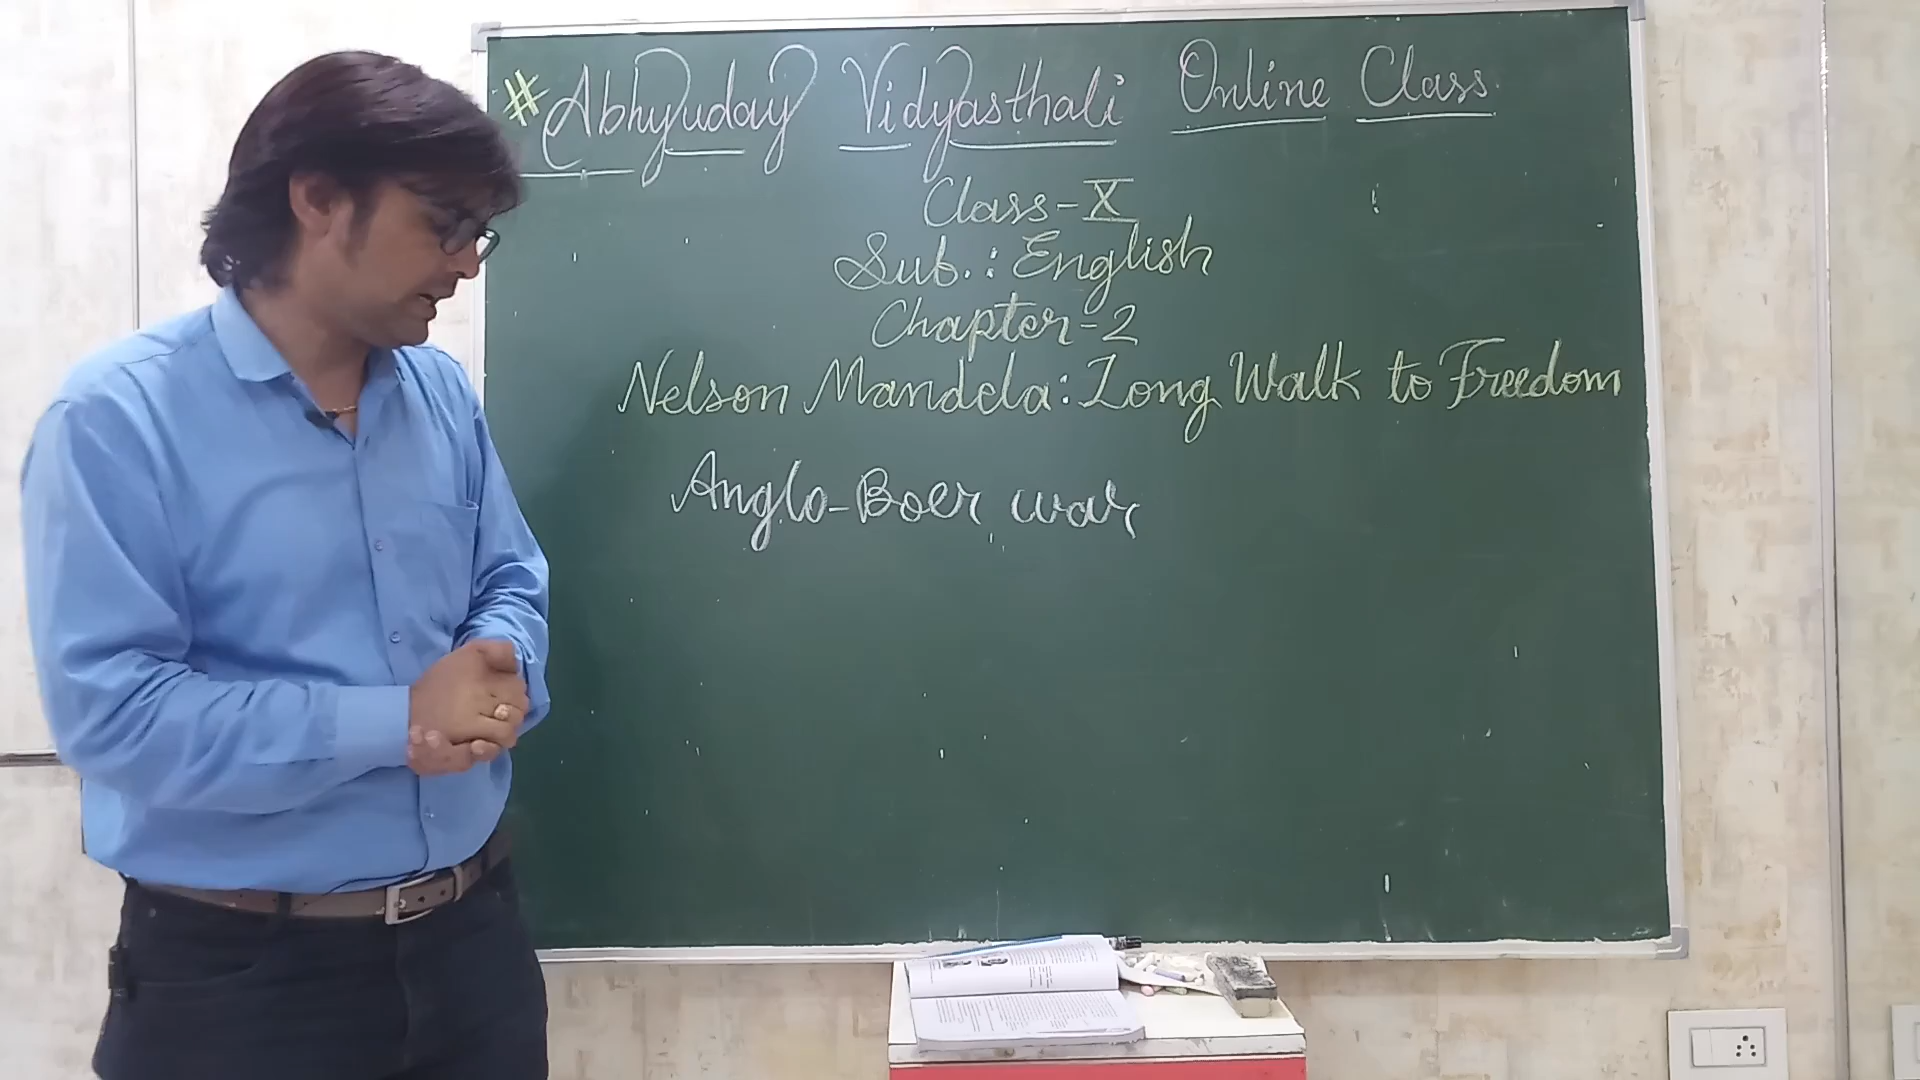 # Abhyuday Vidyasthali Online Class
Class-X
Sub.: English
Chapter-2
Nelson Mandela: Long Walk to Freedom
Anglo-Boer war